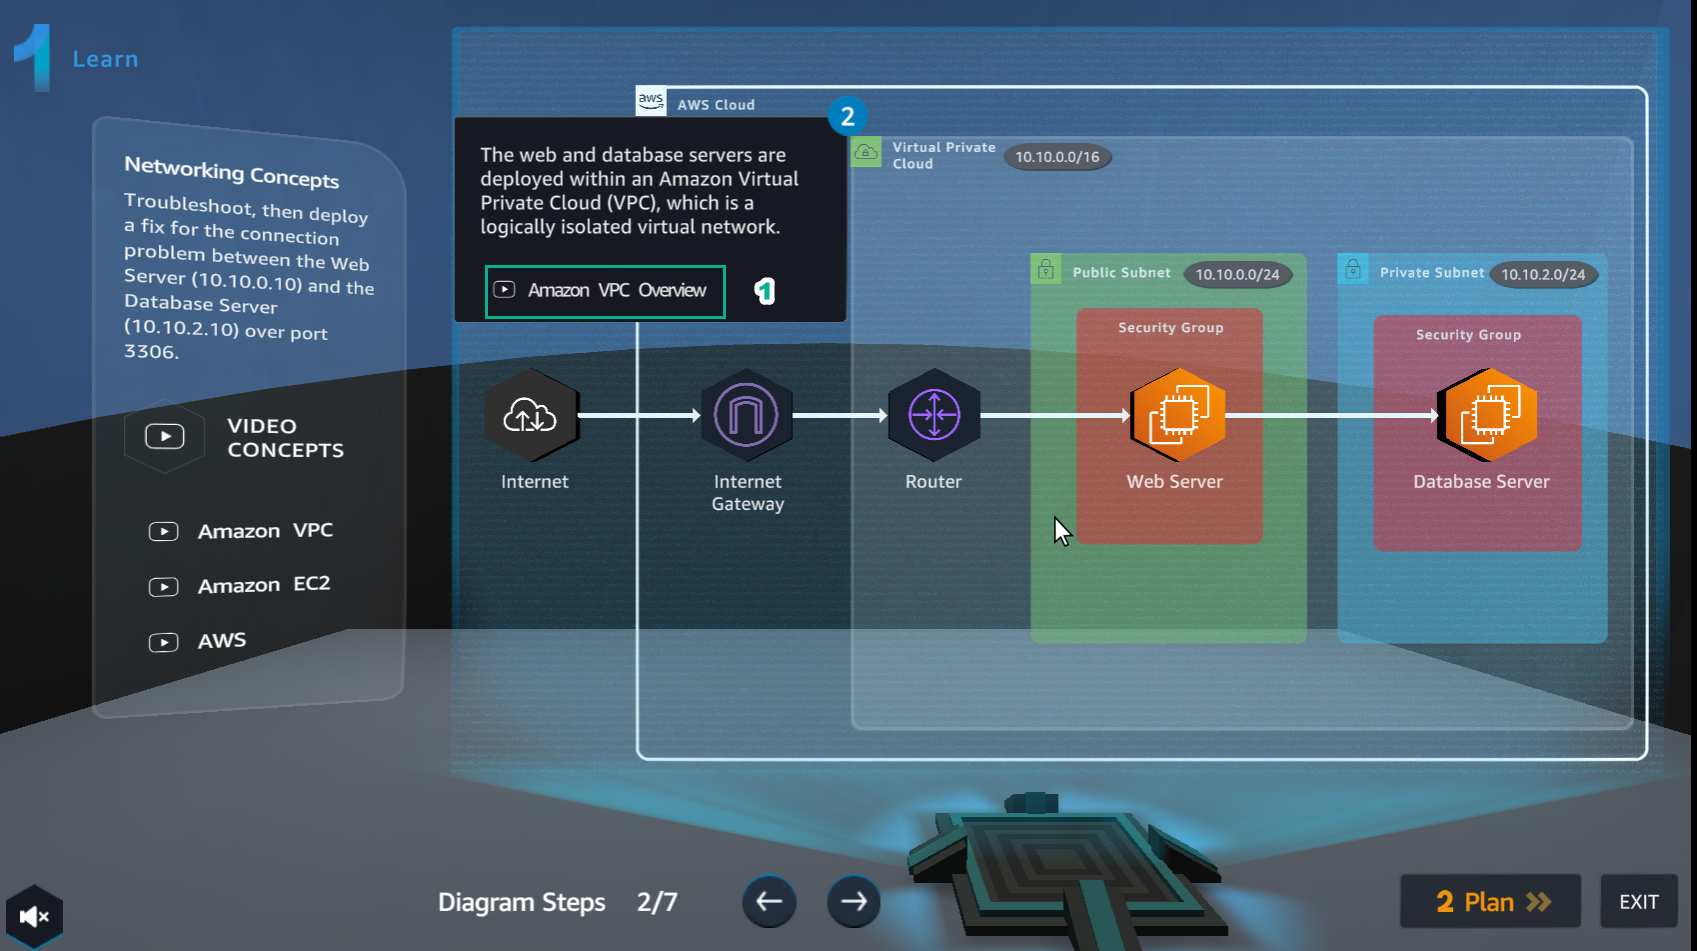 1 Learn
Networking Concepts
Troubleshoot, then deploy
a fix for the connection
problem between the Web
Server (10.10.0.10) and the
Database Server
(10.10.2.10) over port
3306.
VIDEO
CONCEPTS
Amazon VPC
Amazon EC2
AWS
aws AWS Cloud
2
The web and database servers are
deployed within an Amazon Virtual
Private Cloud (VPC), which is a
logically isolated virtual network.
Amazon VPC Overview 1
Virtual Private
Cloud
10.10.0.0/16
Public Subnet 10.10.0.0/24
Security Group
Private Subnet 10.10.2.0/24
Security Group
Internet
Internet
Gateway
Router
Web Server
Database Server
Diagram Steps 2/7
2 Plan
EXIT